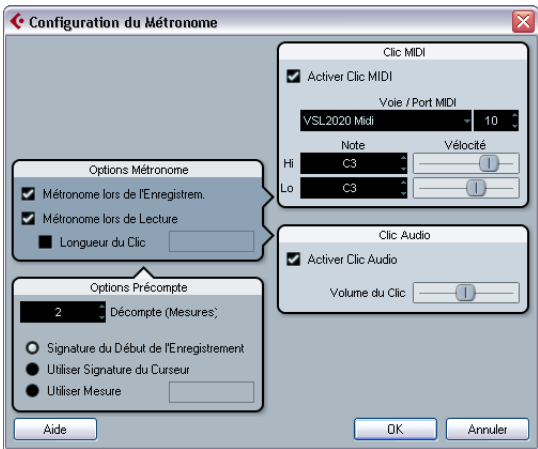 Configuration du Métronome
Clic MIDI
Activer Clic MIDI
Voie / Port MIDI
VSL2020 Midi 10
Note Vélocité
Hi C3
Lo C3
Options Métronome
Métronome lors de l'Enregistrem.
Métronome lors de Lecture
Longueur du Clic
Clic Audio
Activer Clic Audio
Volume du Clic
Options Précompte
2 Décompte (Mesures)
Signature du Début de l'Enregistrement
Utiliser Signature du Curseur
Utiliser Mesure
Aide OK Annuler